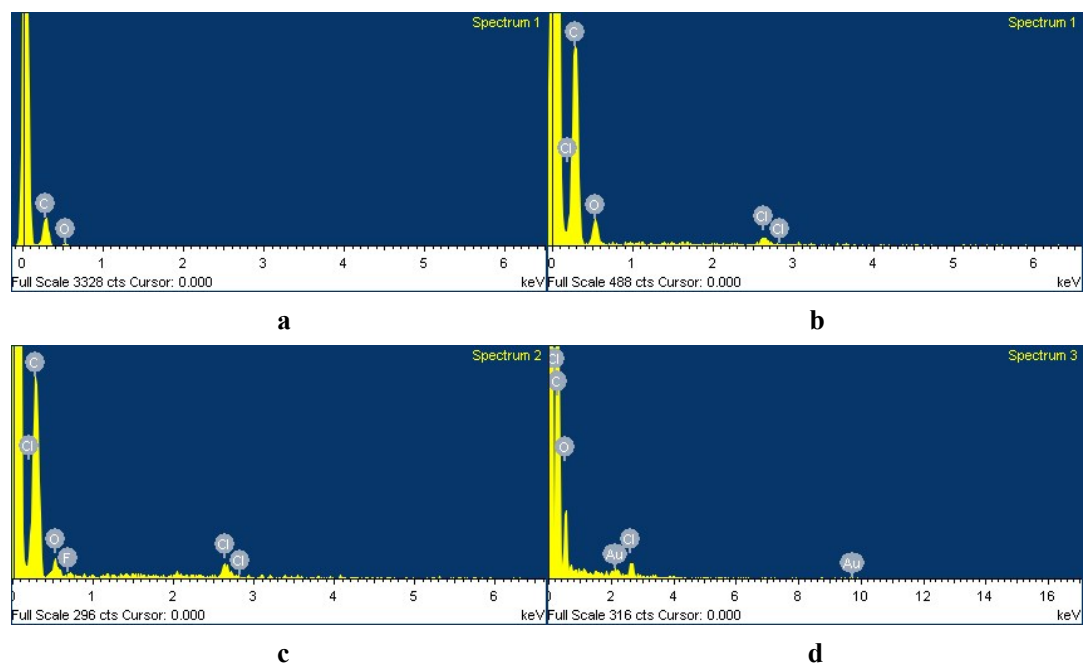 Spectrum 1
C
O
0 1 2 3 4 5 6
Full Scale 3328 cts Cursor: 0.000 keV
a
Spectrum 1
C
Cl
O
Cl
Cl
0 1 2 3 4 5 6
Full Scale 488 cts Cursor: 0.000 keV
b
Spectrum 2
C
Cl
O
F
Cl
Cl
1 2 3 4 5 6
Full Scale 296 cts Cursor: 0.000 keV
c
Spectrum 3
Cl
C
O
Cl
Au
Au
2 4 6 8 10 12 14 16
Full Scale 316 cts Cursor: 0.000 keV
d